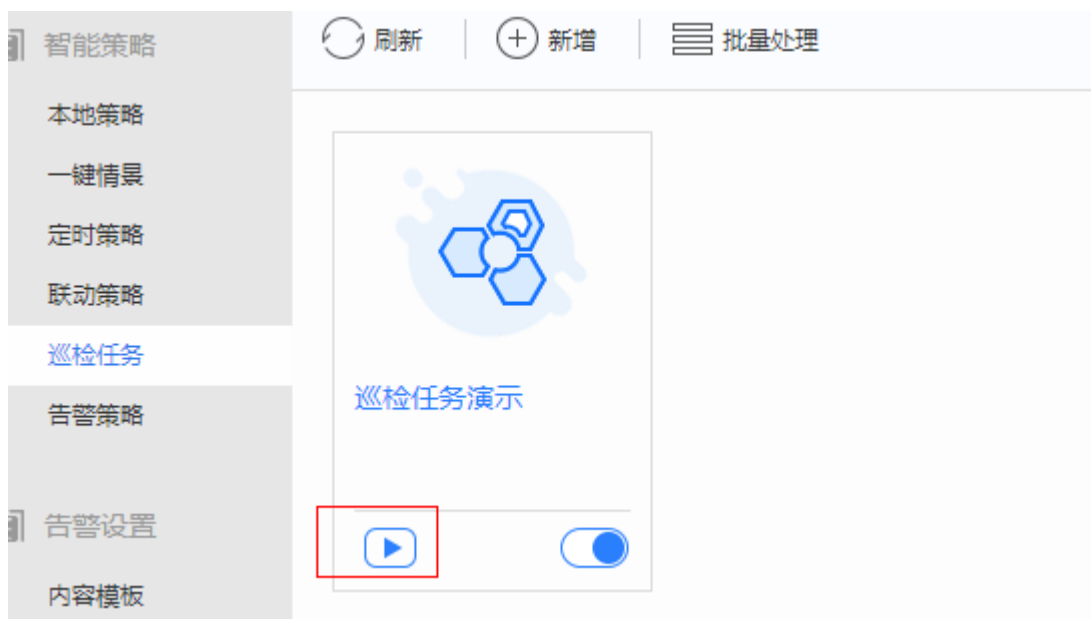 智能策略
本地策略
一键情景
定时策略
联动策略
巡检任务
告警策略
告警设置
内容模板
刷新 新增 批量处理
巡检任务演示